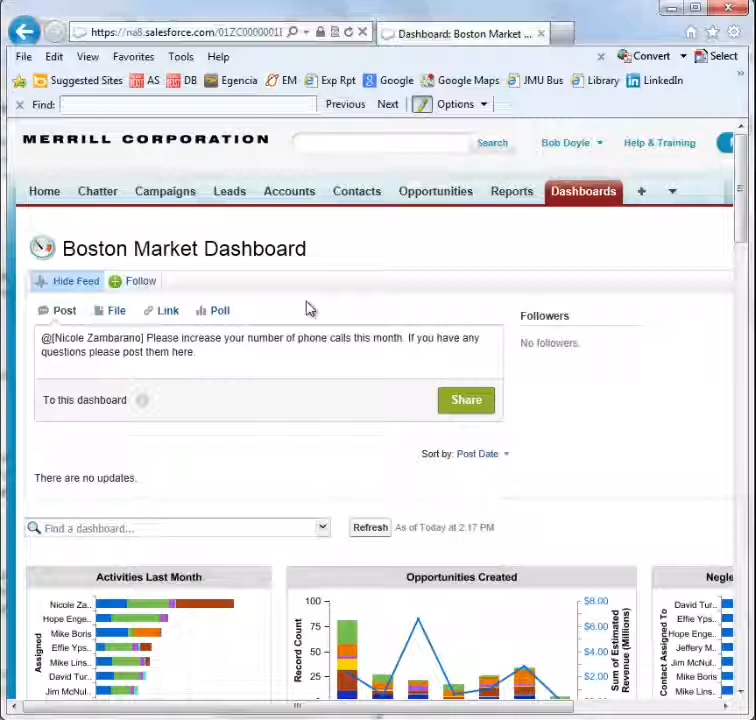 https://na8.salesforce.com/01ZC0000001
Dashboard: Boston Market ...
File Edit View Favorites Tools Help
Convert Select
Suggested Sites AS DB Egencia EM Exp Rpt Google Google Maps JMU Bus Library LinkedIn
Find: Previous Next Options
MERRILL CORPORATION
Search Bob Doyle Help & Training
Home Chatter Campaigns Leads Accounts Contacts Opportunities Reports Dashboards +
Boston Market Dashboard
Hide Feed Follow
Post File Link Poll
Followers
@[Nicole Zambarano] Please increase your number of phone calls this month. If you have any
questions please post them here.
No followers.
To this dashboard Share
Sort by: Post Date
There are no updates.
Find a dashboard... Refresh As of Today at 2:17 PM
Activities Last Month
Assigned
Nicole Za..
Hope Enge..
Mike Boris
Effie Yps..
Mike Lins..
David Tur..
Jim McNul..
Opportunities Created
Record Count
100
75
50
25
$8.00
$6.00
$4.00
$2.00
Sum of Estimated
Revenue (Millions)
Negle
Contact Assigned To
David Tur..
Effie Yps..
Hope Enge..
Jeffery M..
Jim McNul..
Mike Boris
Mike Lins..